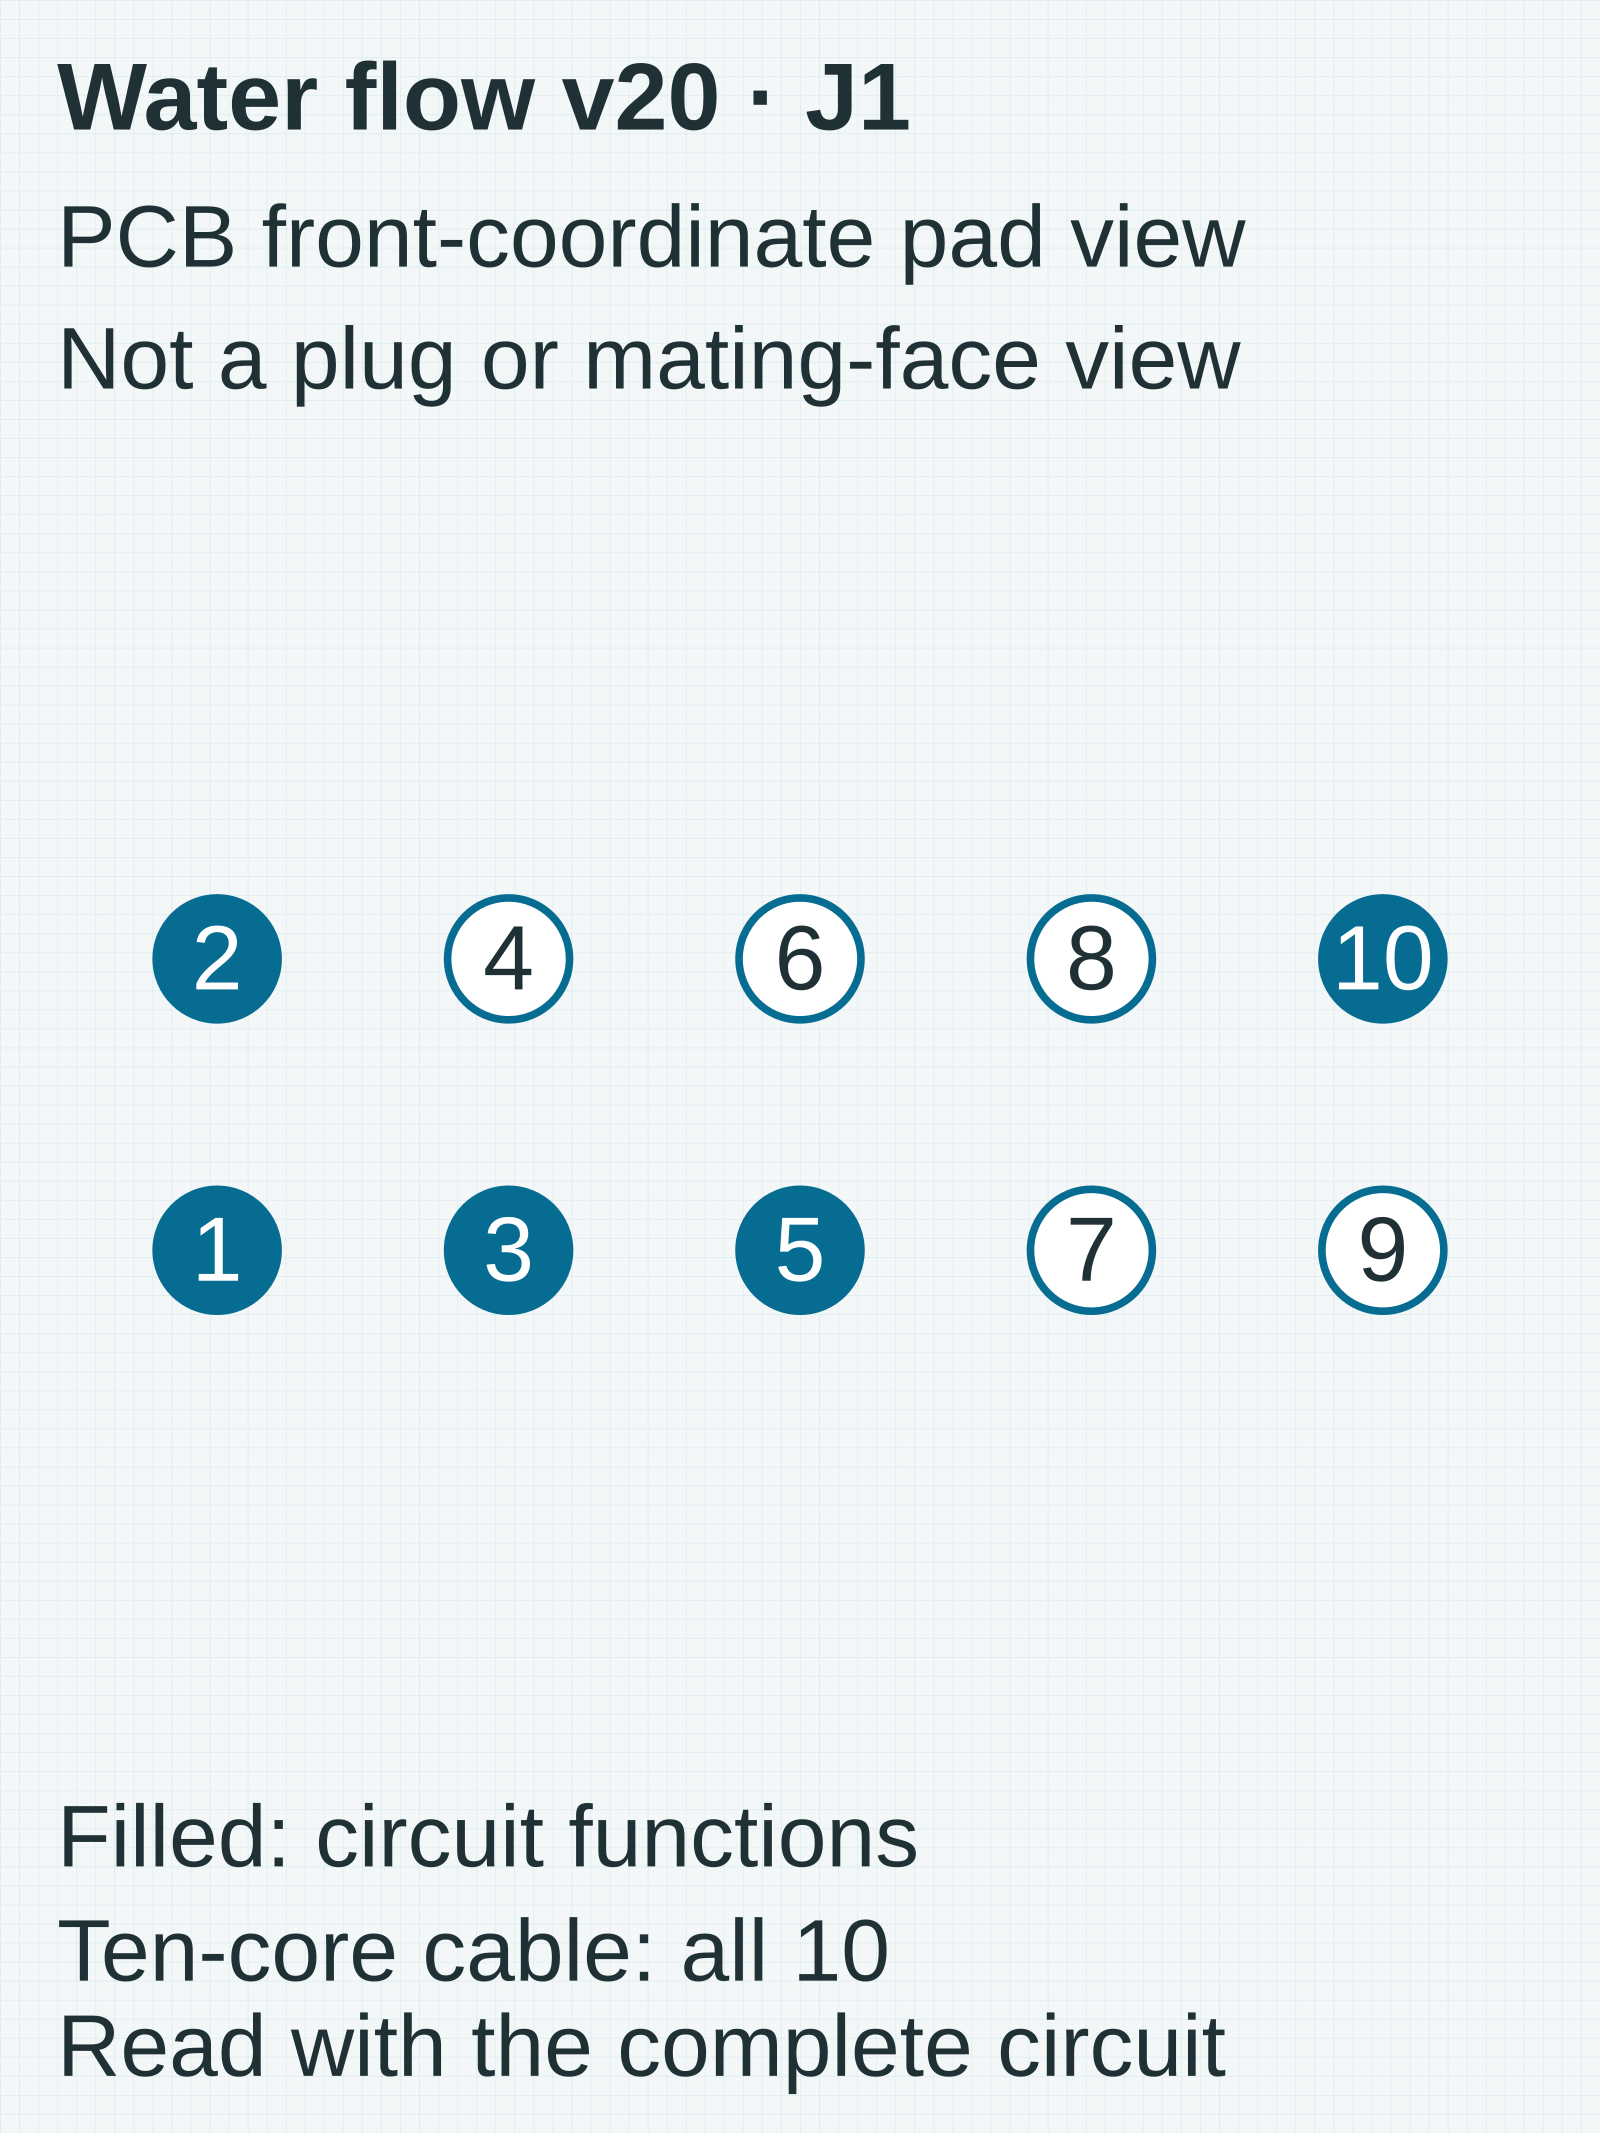 Water flow v20 · J1
PCB front-coordinate pad view
Not a plug or mating-face view
2 4 6 8 10
1 3 5 7 9
Filled: circuit functions
Ten-core cable: all 10
Read with the complete circuit